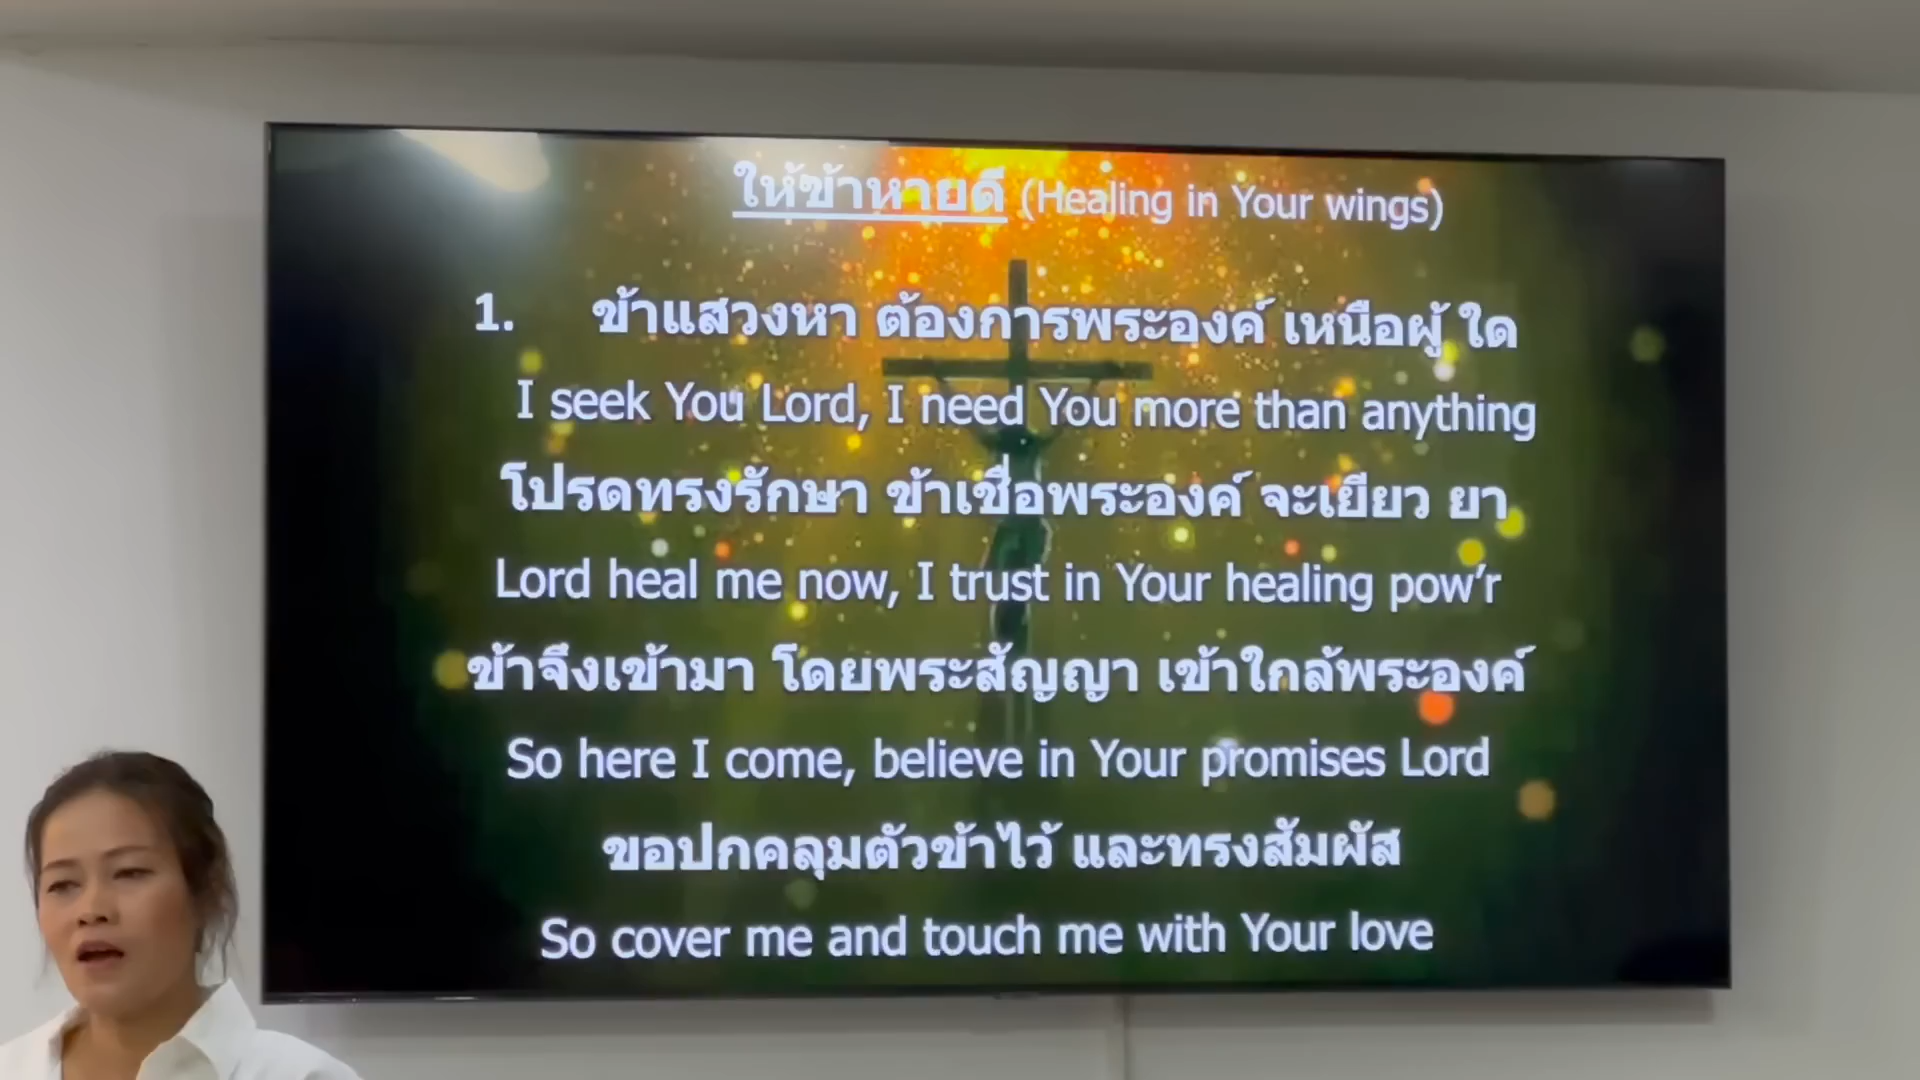 ให้ข้าหายดี (Healing in Your wings)
1. ข้าแสวงหา ต้องการพระองค์ เหนือผู้ ใด
I seek You Lord, I need You more than anything
โปรดทรงรักษา ข้าเชื่อพระองค์ จะเยียว ยา
Lord heal me now, I trust in Your healing pow’r
ข้าจึงเข้ามา โดยพระสัญญา เข้าใกล้พระองค์
So here I come, believe in Your promises Lord
ขอปกคลุมตัวข้าไว้ และทรงสัมผัส
So cover me and touch me with Your love